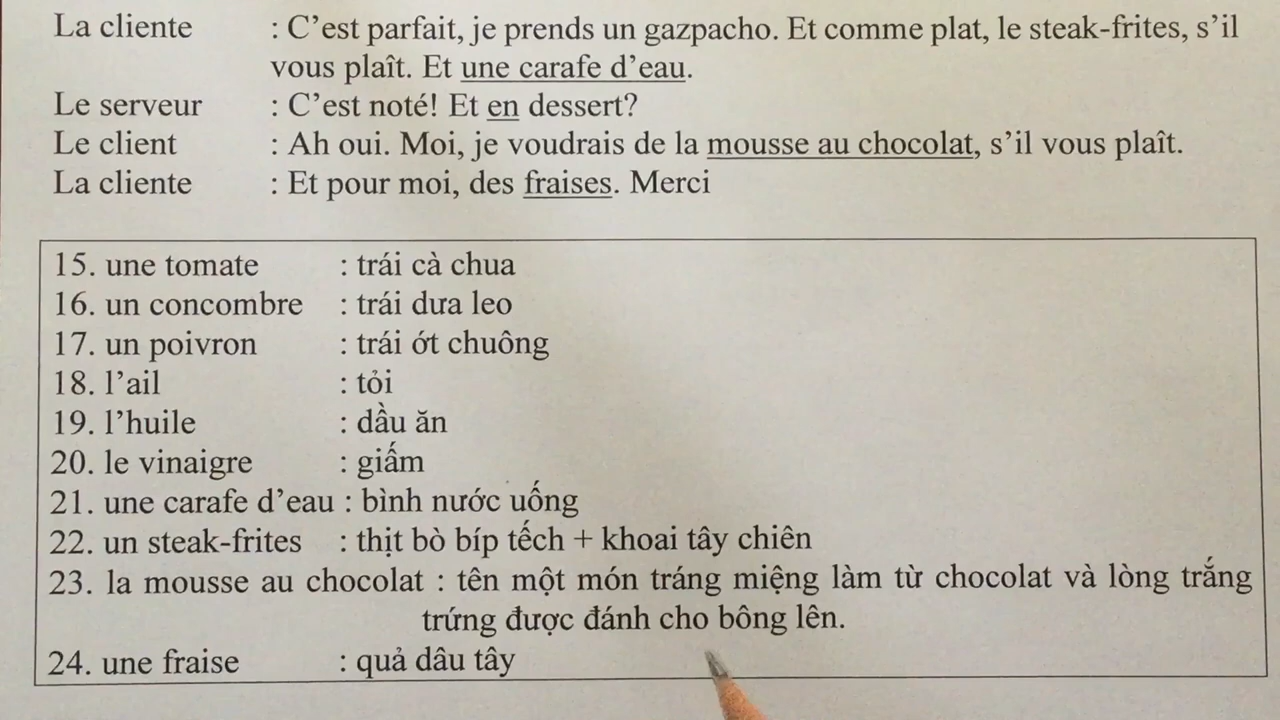 La cliente : C’est parfait, je prends un gazpacho. Et comme plat, le steak-frites, s’il
vous plaît. Et une carafe d’eau.
Le serveur : C’est noté! Et en dessert?
Le client : Ah oui. Moi, je voudrais de la mousse au chocolat, s’il vous plaît.
La cliente : Et pour moi, des fraises. Merci
15. une tomate : trái cà chua
16. un concombre : trái dưa leo
17. un poivron : trái ớt chuông
18. l’ail : tỏi
19. l’huile : dầu ăn
20. le vinaigre : giấm
21. une carafe d’eau : bình nước uống
22. un steak-frites : thịt bò bíp tếch + khoai tây chiên
23. la mousse au chocolat : tên một món tráng miệng làm từ chocolat và lòng trắng
trứng được đánh cho bông lên.
24. une fraise : quả dâu tây